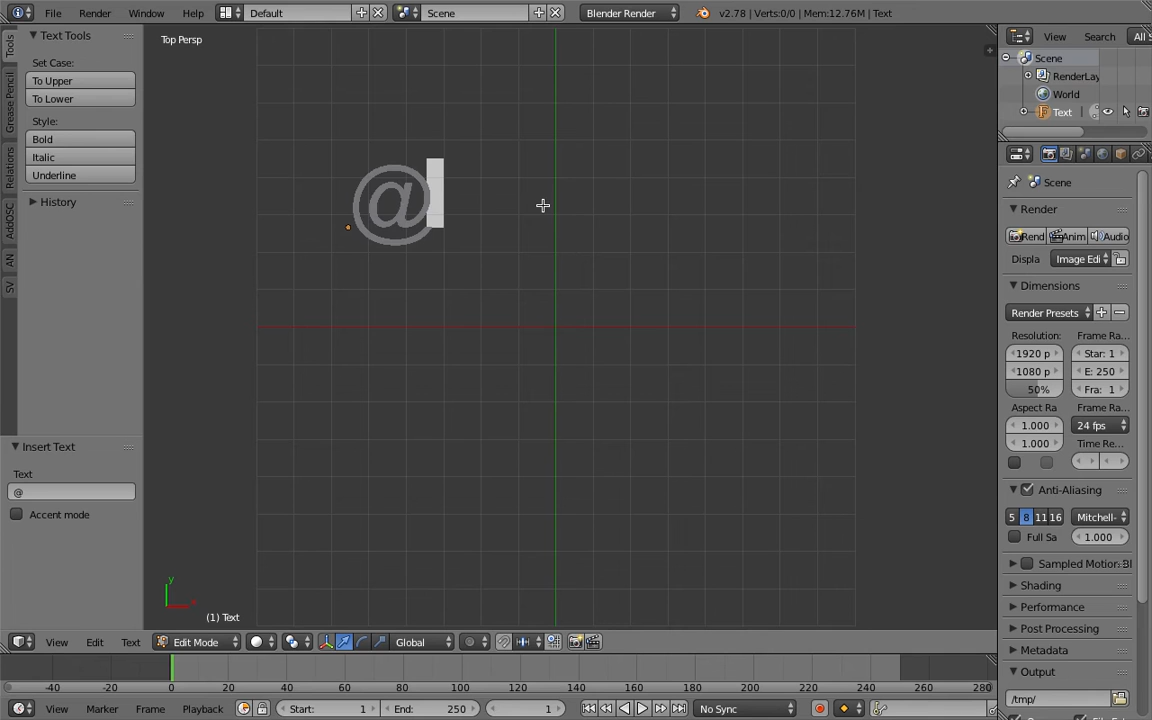 File Render Window Help Default Scene Blender Render v2.78 | Verts:0/0 | Mem:12.76M | Text
Text Tools
Set Case:
To Upper
To Lower
Style:
Bold
Italic
Underline
History
Tools
Grease Pencil
Relations
AddOSC
AN
SV
Insert Text
Text
@
Accent mode
Top Persp
@
y
x
(1) Text
View Edit Text Edit Mode Global
View Search All S
Scene
RenderLay
World
Text
Scene
Render
Rend Anim Audio
Displa Image Edi
Dimensions
Render Presets
Resolution: Frame Ra...
1920 p Star: 1
1080 p E: 250
50% Fra: 1
Aspect Ra Frame Ra...
1.000 24 fps
1.000 Time Re...
Anti-Aliasing
5 8 11 16 Mitchell-
Full Sa 1.000
Sampled Motion Bl
Shading
Performance
Post Processing
Metadata
Output
/tmp/
-40 -20 0 20 40 60 80 100 120 140 160 180 200 220 240 260 280
View Marker Frame Playback Start: 1 End: 250 1 No Sync